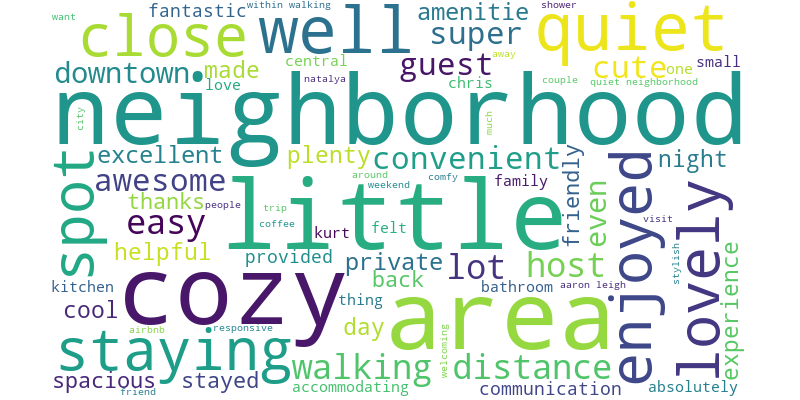 want
fantastic
within walking
shower
close
well
amenitie
super
quiet
downtown
made
love
central
natalya
guest
chris
away
couple
cute
one
small
quiet neighborhood
neighborhood
city
much
spot
excellent
plenty
convenient
friendly
night
awesome
around
weekend
comfy
family
even
enjoyed
lovely
thanks
people
little
easy
trip
coffee
kurt
felt
visit
helpful
provided
private
lot
host
stylish
experience
kitchen
cozy
back
thing
bathroom
aaron leigh
area
cool
airbnb
responsive
day
welcoming
staying
walking distance
spacious
stayed
friend
accommodating
communication
absolutely